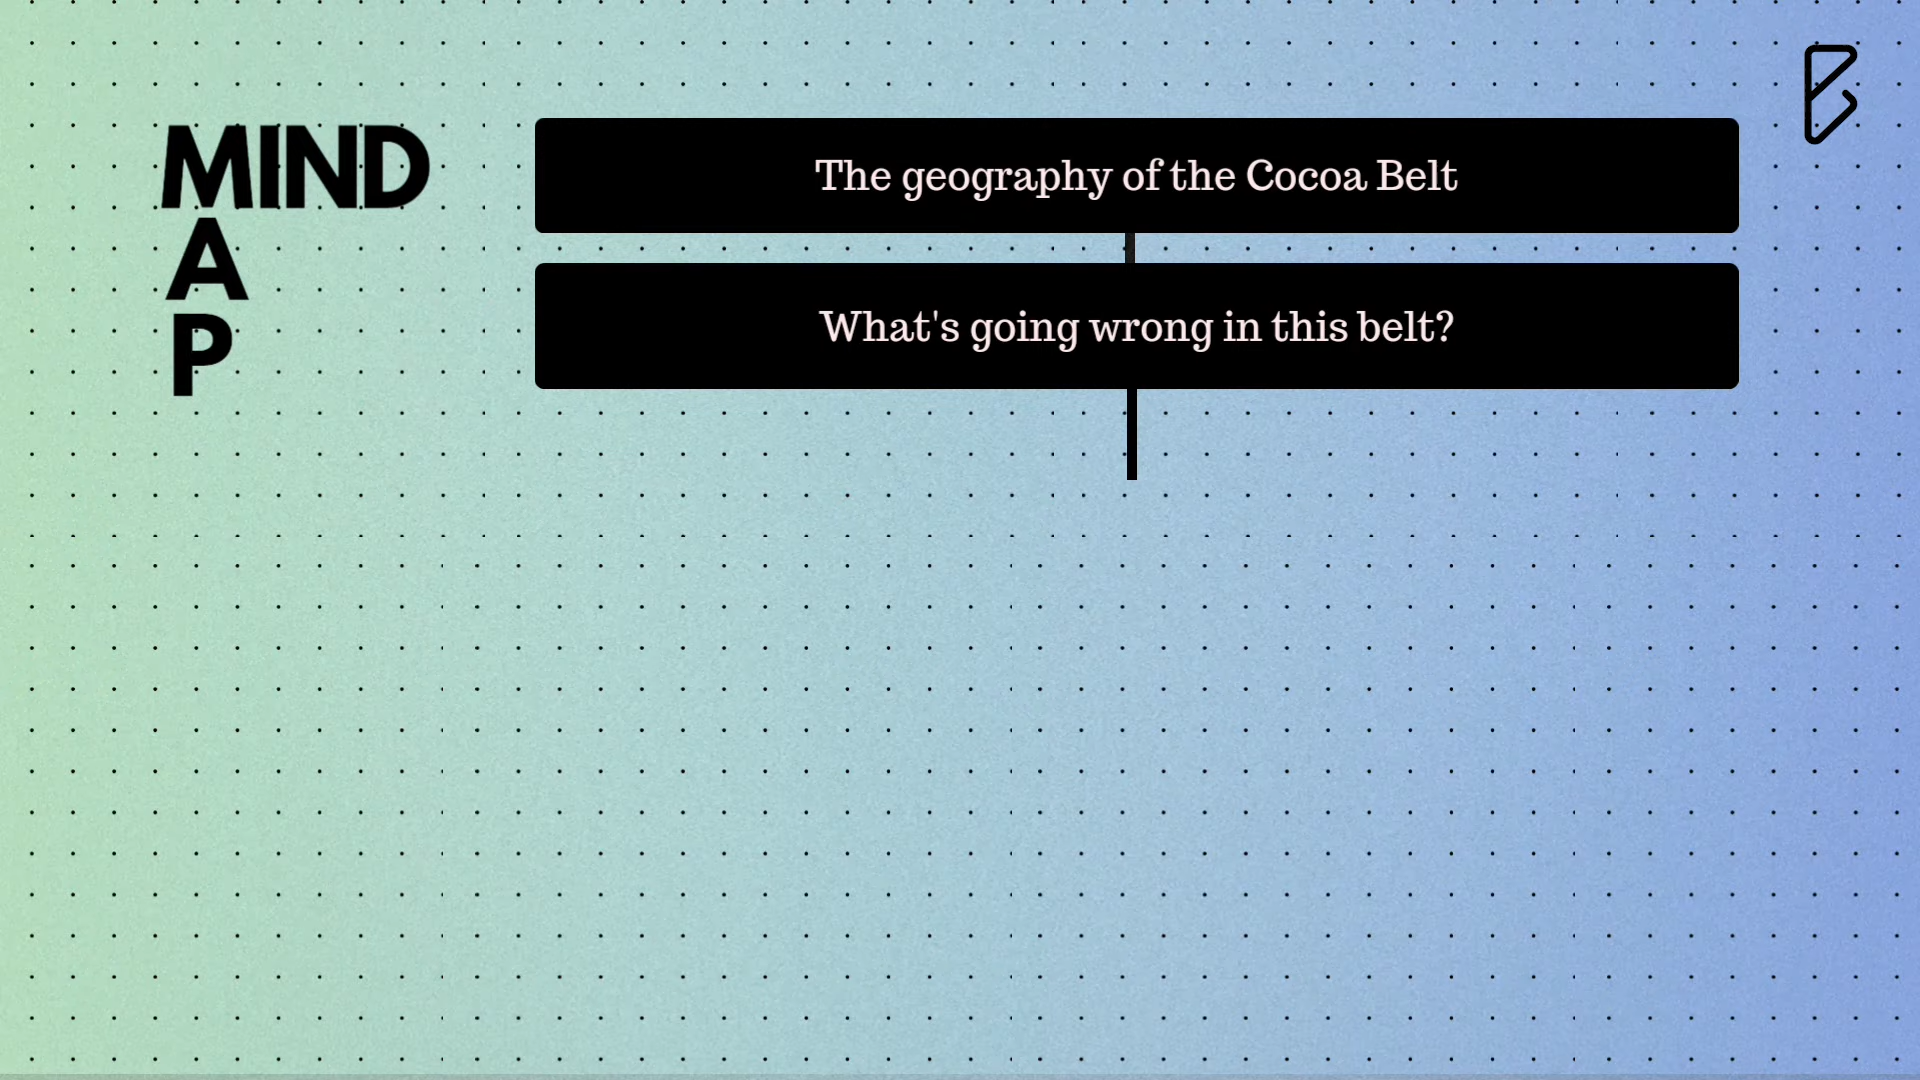 MIND
A
P
The geography of the Cocoa Belt
What's going wrong in this belt?